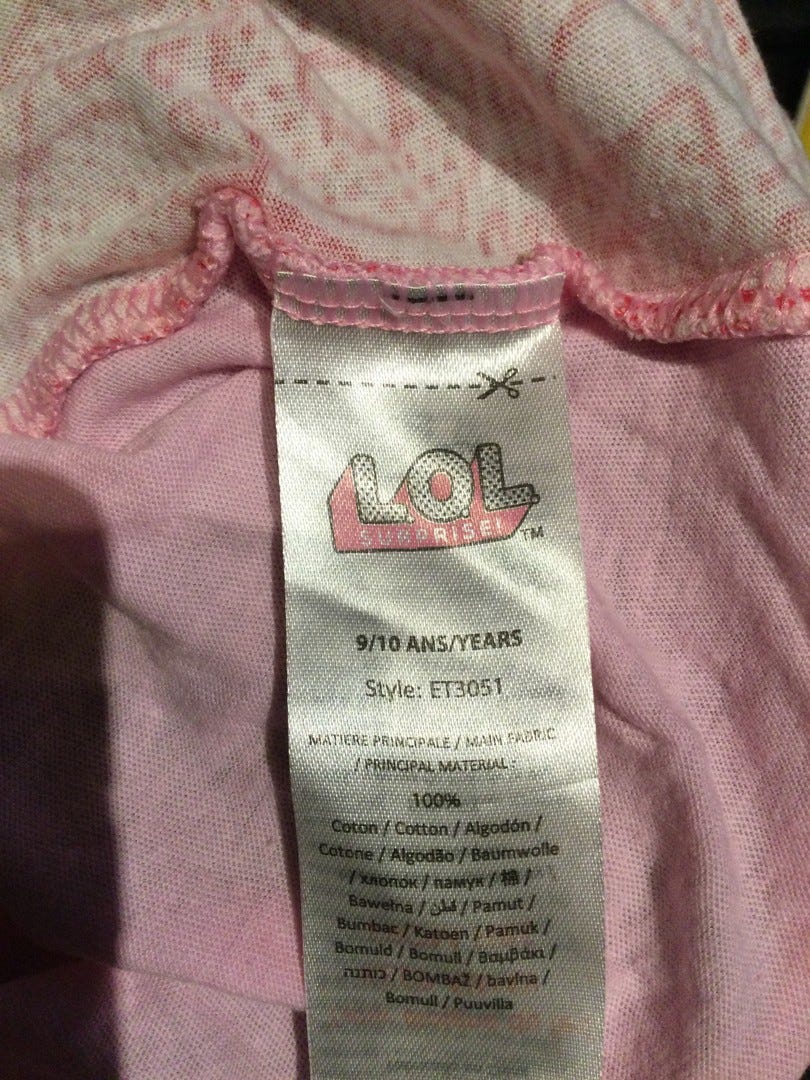 L.O.L
SURPRISE! TM
9/10 ANS/YEARS
Style: ET3051
MATIERE PRINCIPALE / MAIN FABRIC
/ PRINCIPAL MATERIAL :
100%
Coton / Cotton / Algodón /
Cotone / Algodão / Baumwolle
/ хлопок / памук / 棉 /
Bawełna / قطن / Pamut /
Bumbac / Katoen / Pamuk /
Bomuld / Bomull / Βαμβάκι /
כותנה / BOMBAŽ / bavlna /
Bomull / Puuvilla